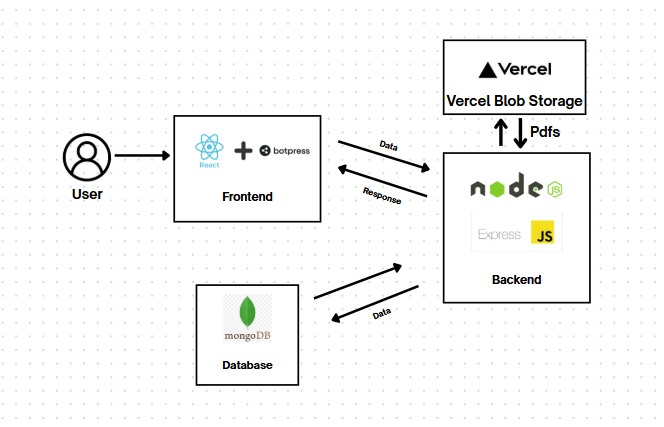 Vercel
Vercel Blob Storage
Pdfs
User
React
botpress
Frontend
Data
Response
node
JS
Express
JS
Backend
mongoDB
Database
Data